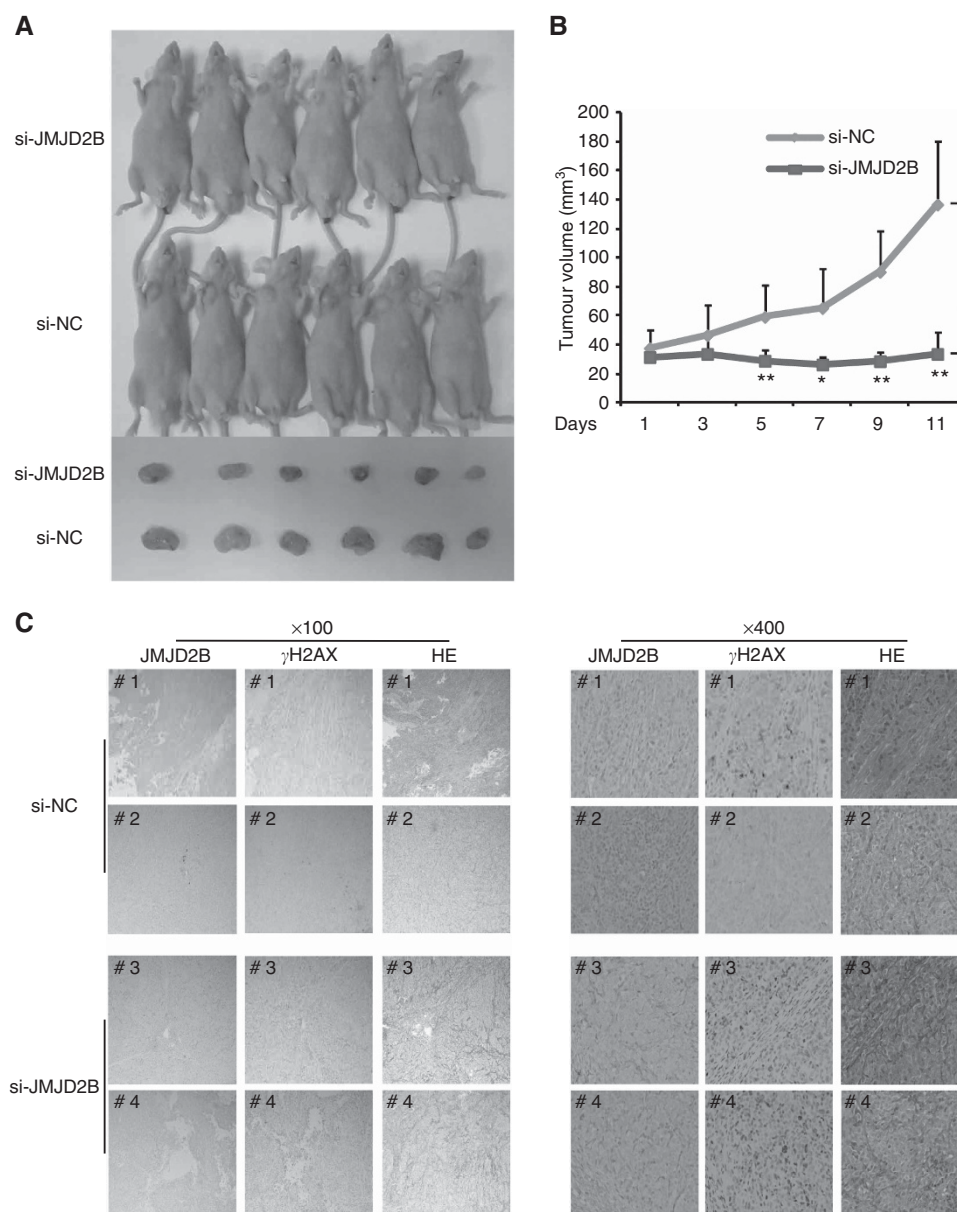 A
si-JMJD2B
si-NC
si-JMJD2B
si-NC
B
Tumour volume (mm³)
200
180
160
140
120
100
80
60
40
20
0
si-NC
si-JMJD2B
** * ** **
Days 1 3 5 7 9 11
C
×100
JMJD2B γH2AX HE
×400
JMJD2B γH2AX HE
si-NC
# 1 # 1 # 1 # 1 # 1 # 1
# 2 # 2 # 2 # 2 # 2 # 2
si-JMJD2B
# 3 # 3 # 3 # 3 # 3 # 3
# 4 # 4 # 4 # 4 # 4 # 4